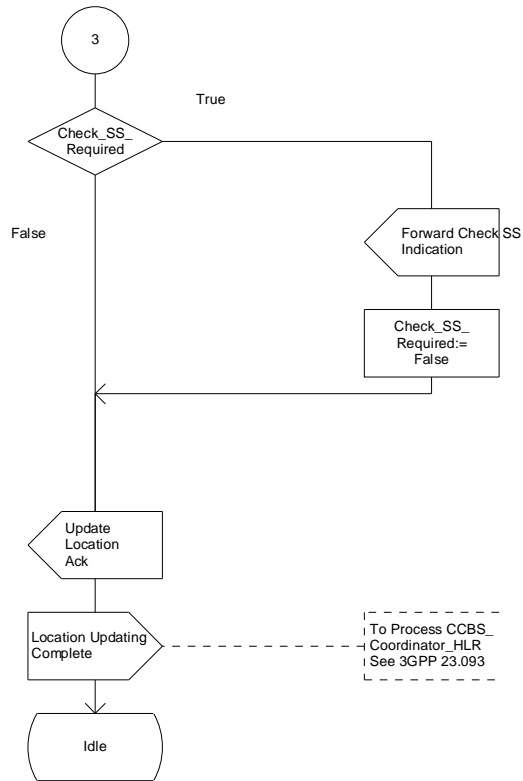 3
True
Check_SS_
Required
False
Forward Check SS
Indication
Check_SS_
Required:=
False
Update
Location
Ack
Location Updating
Complete
To Process CCBS_
Coordinator_HLR
See 3GPP 23.093
Idle